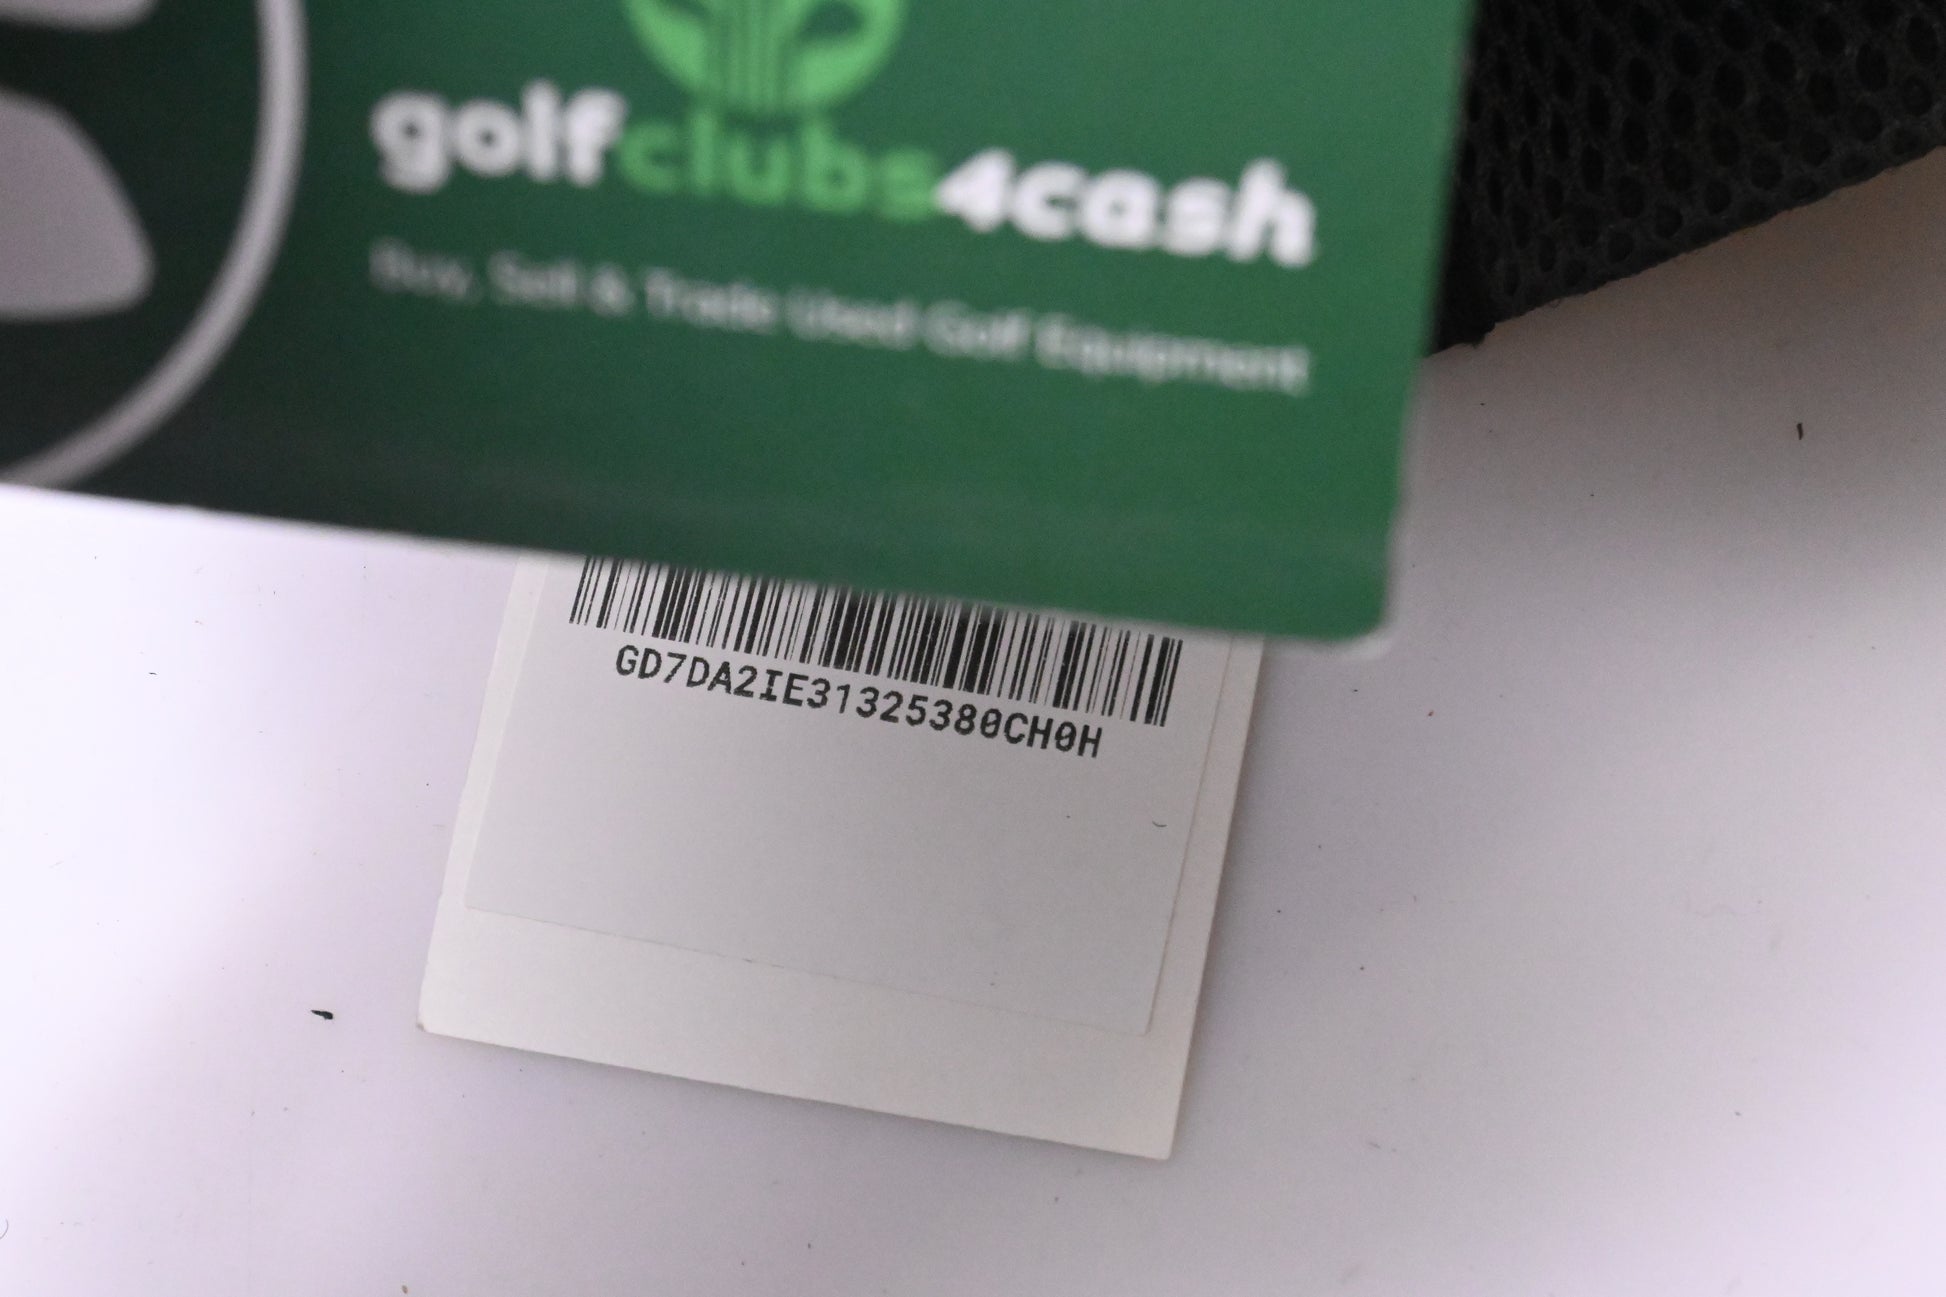 golfclubs4cash
Buy, Sell & Trade Used Golf Equipment
GD7DA2IE31325380CH0H